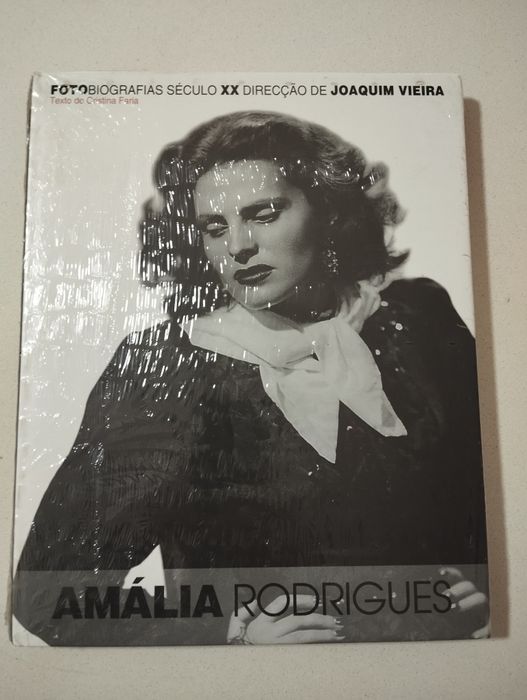 FOTOBIOGRAFIAS SÉCULO XX DIRECÇÃO DE JOAQUIM VIEIRA
Texto de Cristina Faria
AMÁLIA RODRIGUES